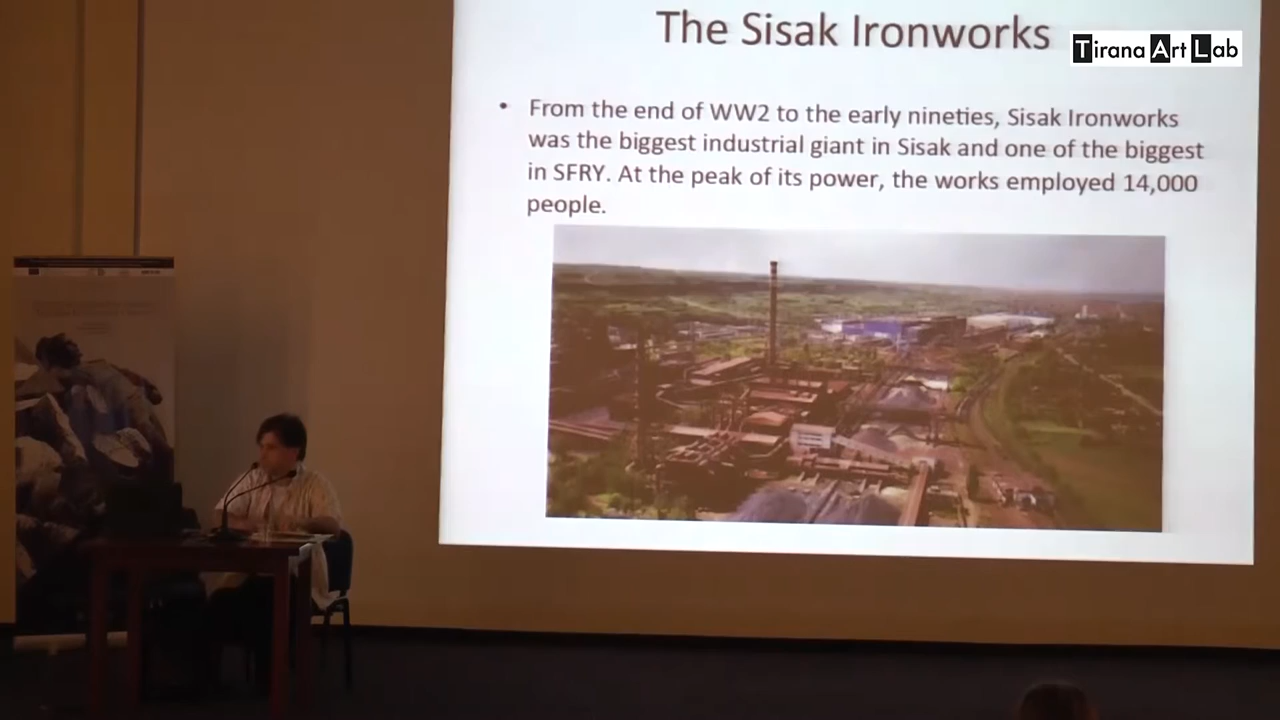 The Sisak Ironworks
Tirana Art Lab
• From the end of WW2 to the early nineties, Sisak Ironworks
was the biggest industrial giant in Sisak and one of the biggest
in SFRY. At the peak of its power, the works employed 14,000
people.